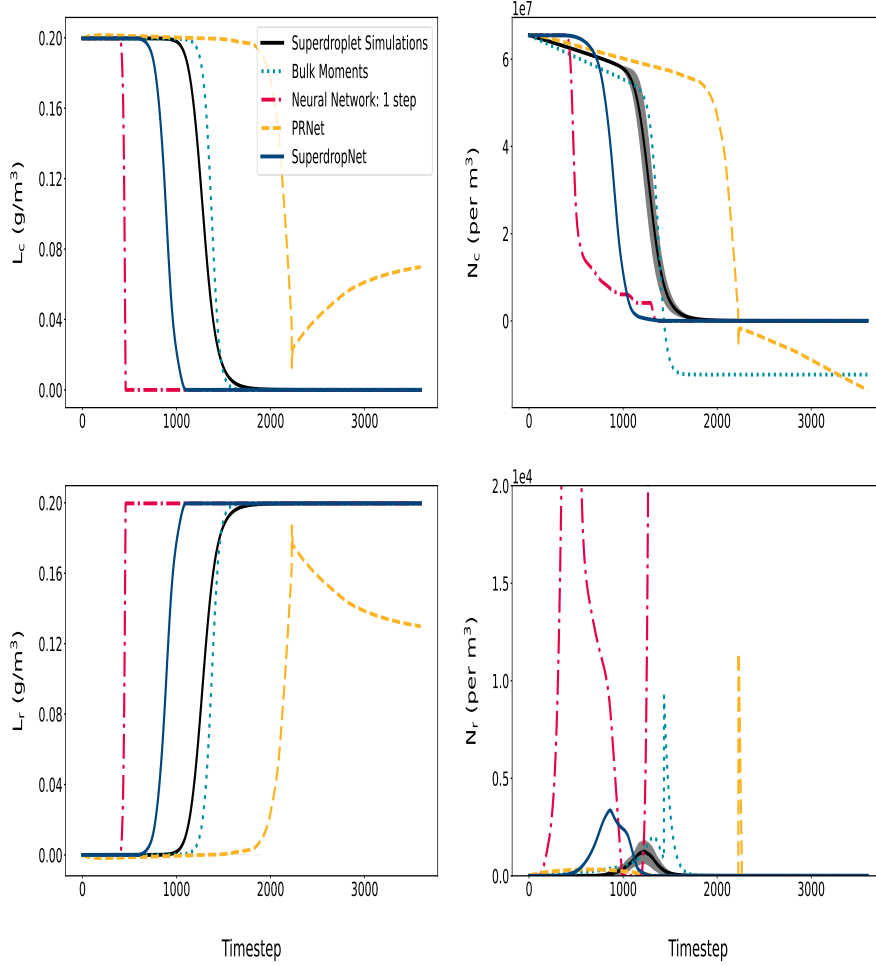 0.20
0.16
0.12
0.08
0.04
0.00
L_c (g/m³)
0
1000
2000
3000
Superdroplet Simulations
Bulk Moments
Neural Network: 1 step
PRNet
SuperdropNet
1e7
6
4
2
0
N_c (per m³)
0
1000
2000
3000
0.20
0.16
0.12
0.08
0.04
0.00
L_r (g/m³)
0
1000
2000
3000
Timestep
1e4
2.0
1.5
1.0
0.5
0.0
N_r (per m³)
0
1000
2000
3000
Timestep